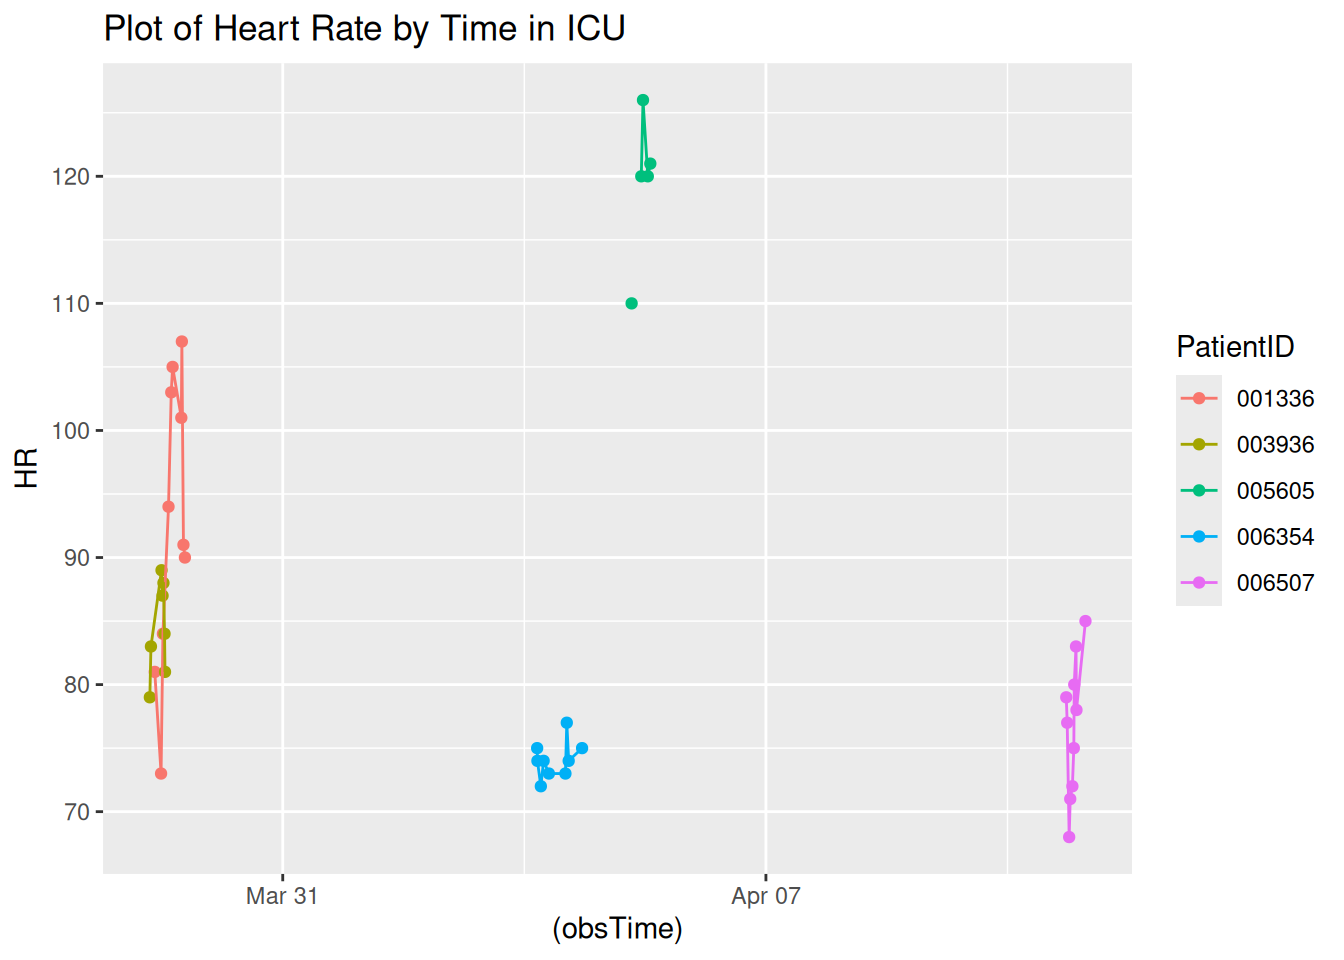 Plot of Heart Rate by Time in ICU
120
110
100
90
80
70
HR
Mar 31
Apr 07
(obsTime)
PatientID
001336
003936
005605
006354
006507